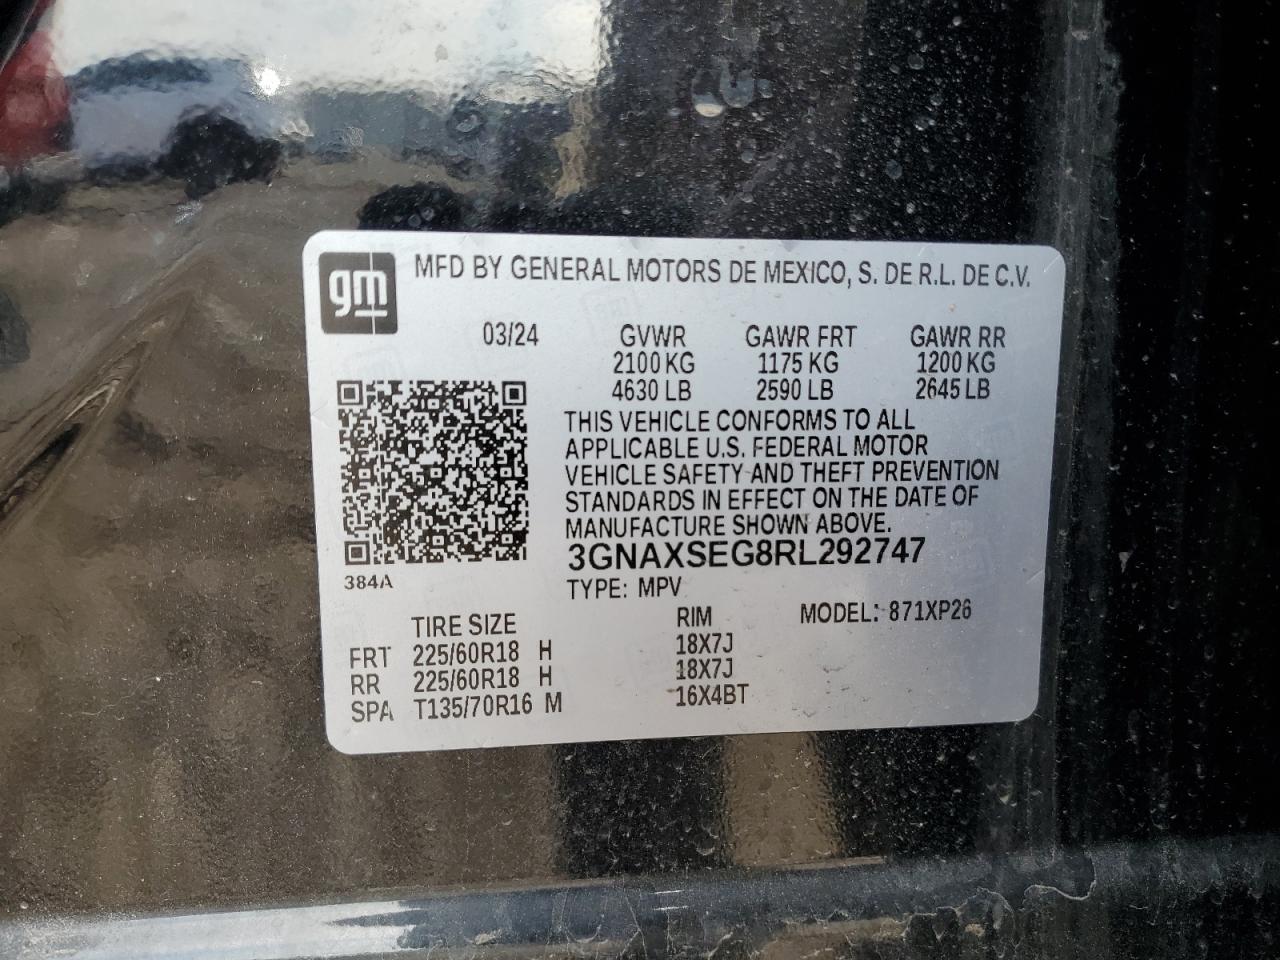 gm MFD BY GENERAL MOTORS DE MEXICO, S. DE R.L. DE C.V.
03/24 GVWR GAWR FRT GAWR RR
2100 KG 1175 KG 1200 KG
4630 LB 2590 LB 2645 LB
THIS VEHICLE CONFORMS TO ALL
APPLICABLE U.S. FEDERAL MOTOR
VEHICLE SAFETY AND THEFT PREVENTION
STANDARDS IN EFFECT ON THE DATE OF
MANUFACTURE SHOWN ABOVE.
3GNAXSEG8RL292747
384A
TYPE: MPV
TIRE SIZE RIM MODEL: 871XP26
FRT 225/60R18 H 18X7J
RR 225/60R18 H 18X7J
SPA T135/70R16 M 16X4BT